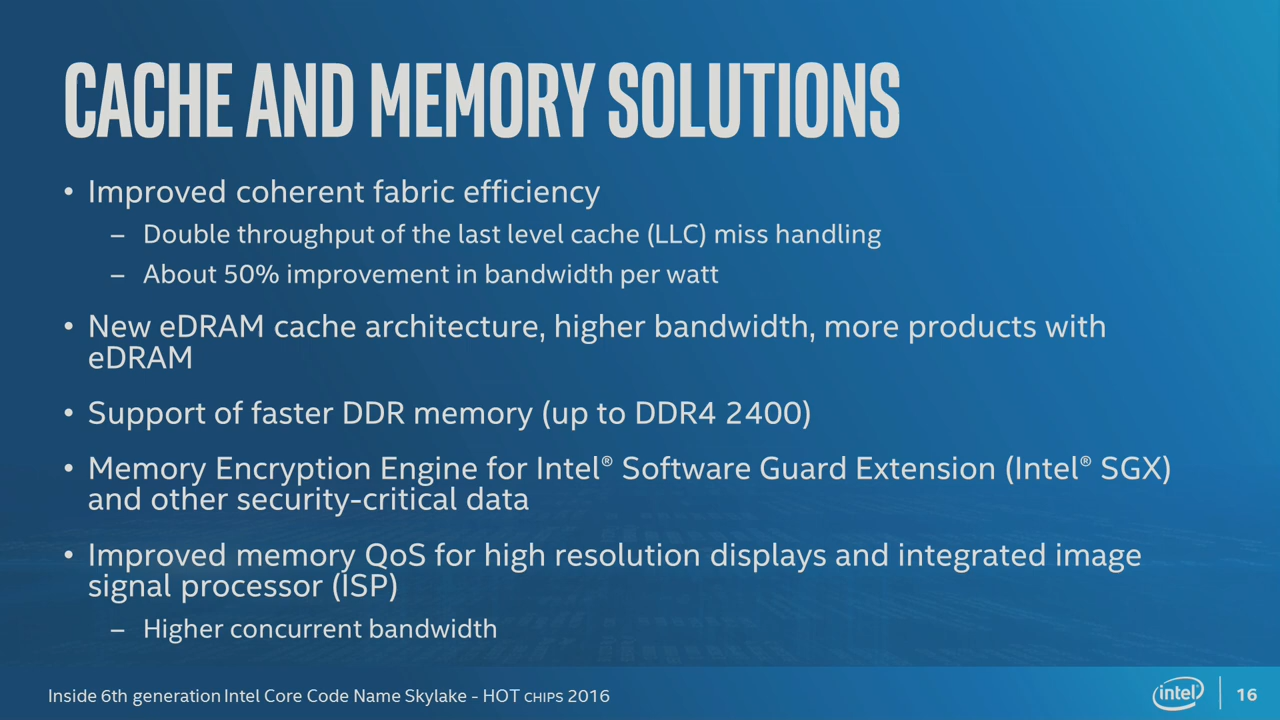 CACHE AND MEMORY SOLUTIONS
• Improved coherent fabric efficiency
– Double throughput of the last level cache (LLC) miss handling
– About 50% improvement in bandwidth per watt
• New eDRAM cache architecture, higher bandwidth, more products with
eDRAM
• Support of faster DDR memory (up to DDR4 2400)
• Memory Encryption Engine for Intel® Software Guard Extension (Intel® SGX)
and other security-critical data
• Improved memory QoS for high resolution displays and integrated image
signal processor (ISP)
– Higher concurrent bandwidth
Inside 6th generation Intel Core Code Name Skylake - HOT CHIPS 2016
intel
16